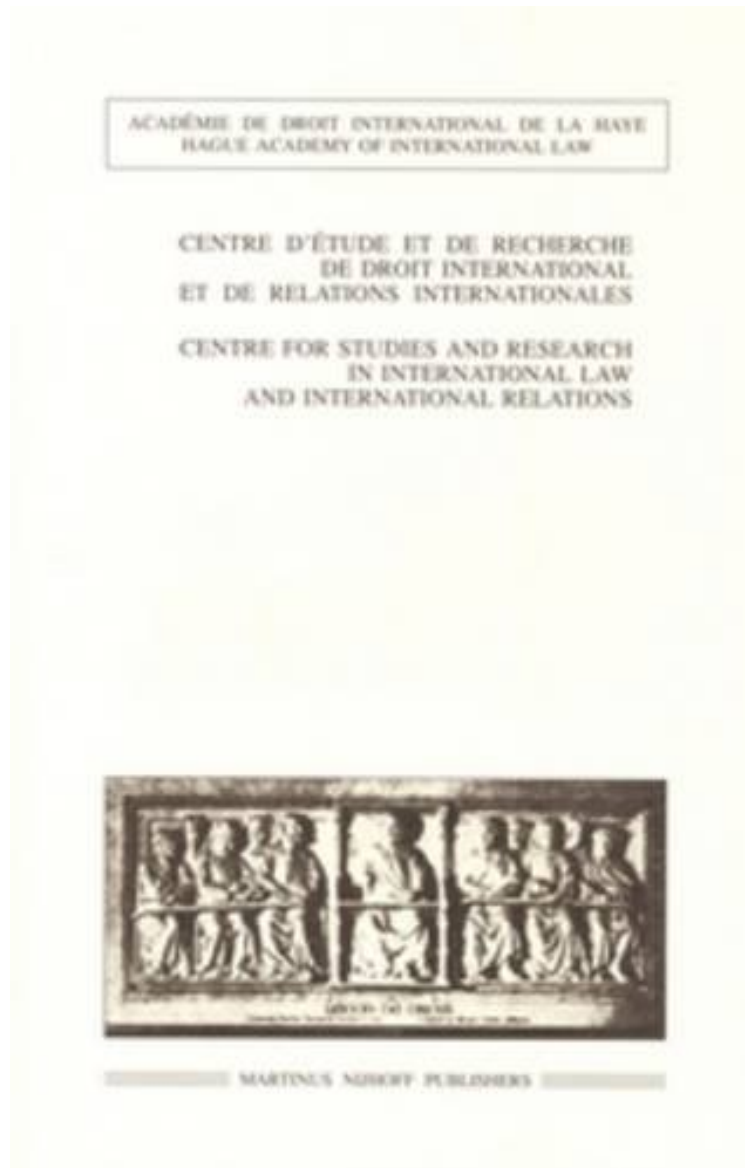 ACADÉMIE DE DROIT INTERNATIONAL DE LA HAYE
HAGUE ACADEMY OF INTERNATIONAL LAW
CENTRE D'ÉTUDE ET DE RECHERCHE
DE DROIT INTERNATIONAL
ET DE RELATIONS INTERNATIONALES
CENTRE FOR STUDIES AND RESEARCH
IN INTERNATIONAL LAW
AND INTERNATIONAL RELATIONS
MARTINUS NIJHOFF PUBLISHERS